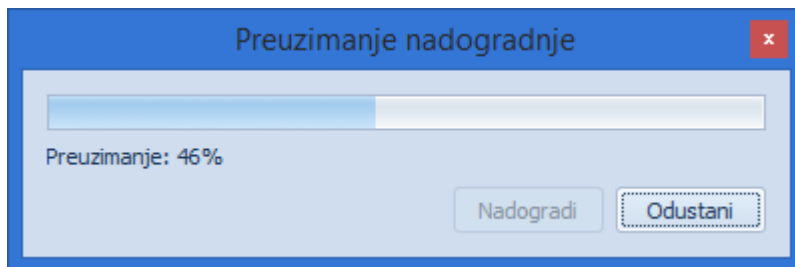 Preuzimanje nadogradnje
x
Preuzimanje: 46%
Nadogradi Odustani